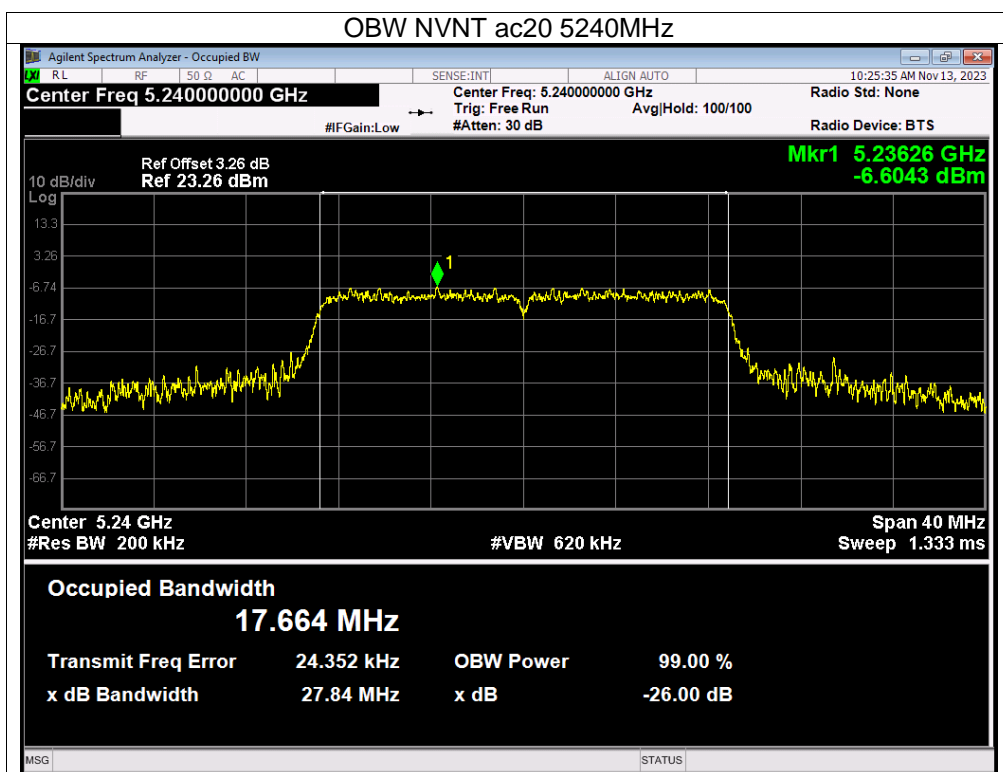 OBW NVNT ac20 5240MHz
Agilent Spectrum Analyzer - Occupied BW
LXI RL RF 50 Ω AC SENSE:INT ALIGN AUTO 10:25:35 AM Nov 13, 2023
Center Freq 5.240000000 GHz Center Freq: 5.240000000 GHz Radio Std: None
Trig: Free Run Avg|Hold: 100/100
#IFGain:Low #Atten: 30 dB Radio Device: BTS
Mkr1 5.23626 GHz
-6.6043 dBm
Ref Offset 3.26 dB
10 dB/div Ref 23.26 dBm
Log
13.3
3.26
1
-6.74
-16.7
-26.7
-36.7
-46.7
-56.7
-66.7
Center 5.24 GHz Span 40 MHz
#Res BW 200 kHz #VBW 620 kHz Sweep 1.333 ms
Occupied Bandwidth
17.664 MHz
Transmit Freq Error 24.352 kHz OBW Power 99.00 %
x dB Bandwidth 27.84 MHz x dB -26.00 dB
MSG STATUS